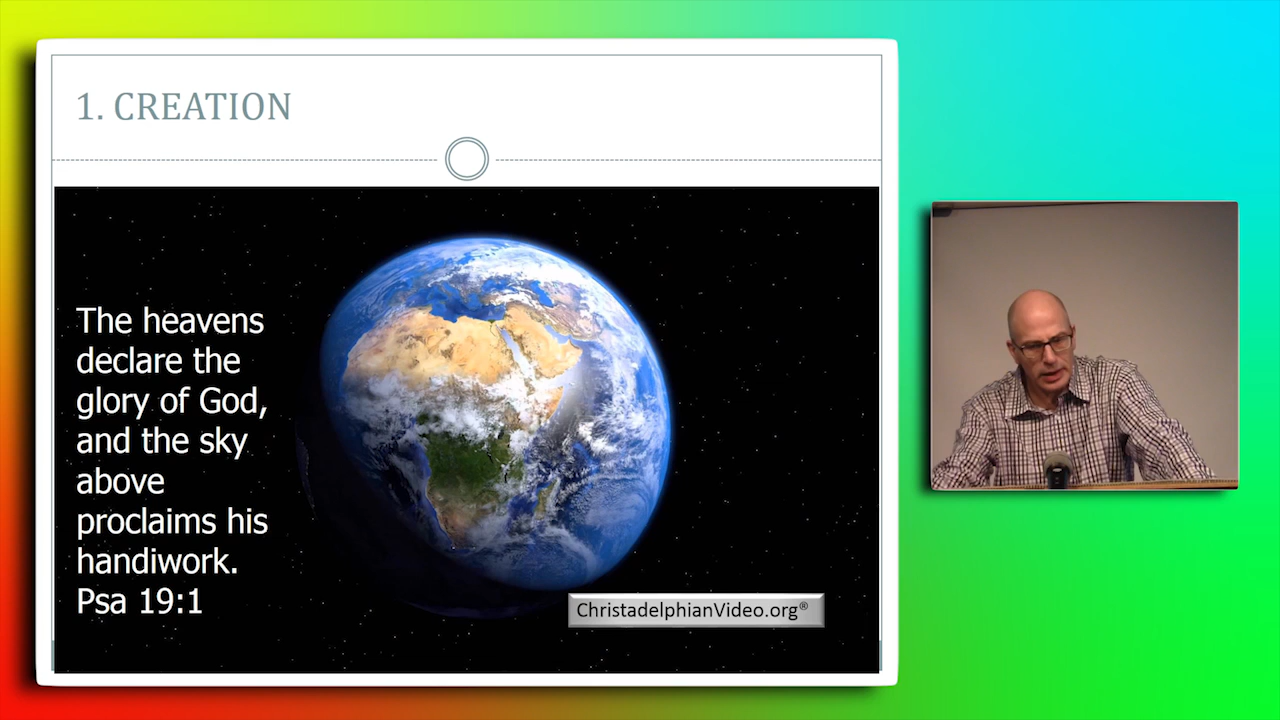 1. CREATION
The heavens
declare the
glory of God,
and the sky
above
proclaims his
handiwork.
Psa 19:1
ChristadelphianVideo.org®